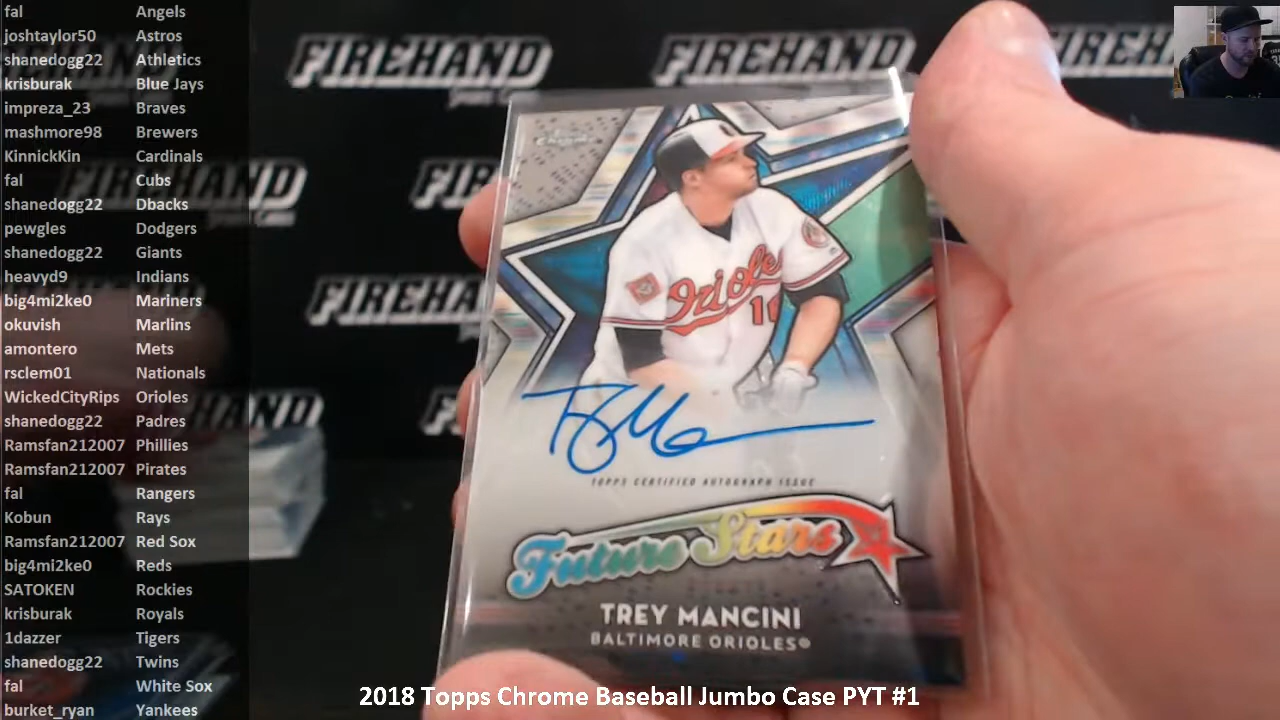 fal Angels
joshtaylor50 Astros
shanedogg22 Athletics
krisburak Blue Jays
impreza_23 Braves
mashmore98 Brewers
KinnickKin Cardinals
fal Cubs
shanedogg22 Dbacks
pewgles Dodgers
shanedogg22 Giants
heavyd9 Indians
big4mi2ke0 Mariners
okuvish Marlins
amontero Mets
rsclem01 Nationals
WickedCityRips Orioles
shanedogg22 Padres
Ramsfan212007 Phillies
Ramsfan212007 Pirates
fal Rangers
Kobun Rays
Ramsfan212007 Red Sox
big4mi2ke0 Reds
SATOKEN Rockies
krisburak Royals
1dazzer Tigers
shanedogg22 Twins
fal White Sox
burket_ryan Yankees
FIREHAND
FIREHAND
FIREHAND
Chrome
Orioles
TOPPS CERTIFIED AUTOGRAPH ISSUE
Future Stars
TREY MANCINI
BALTIMORE ORIOLES®
2018 Topps Chrome Baseball Jumbo Case PYT #1